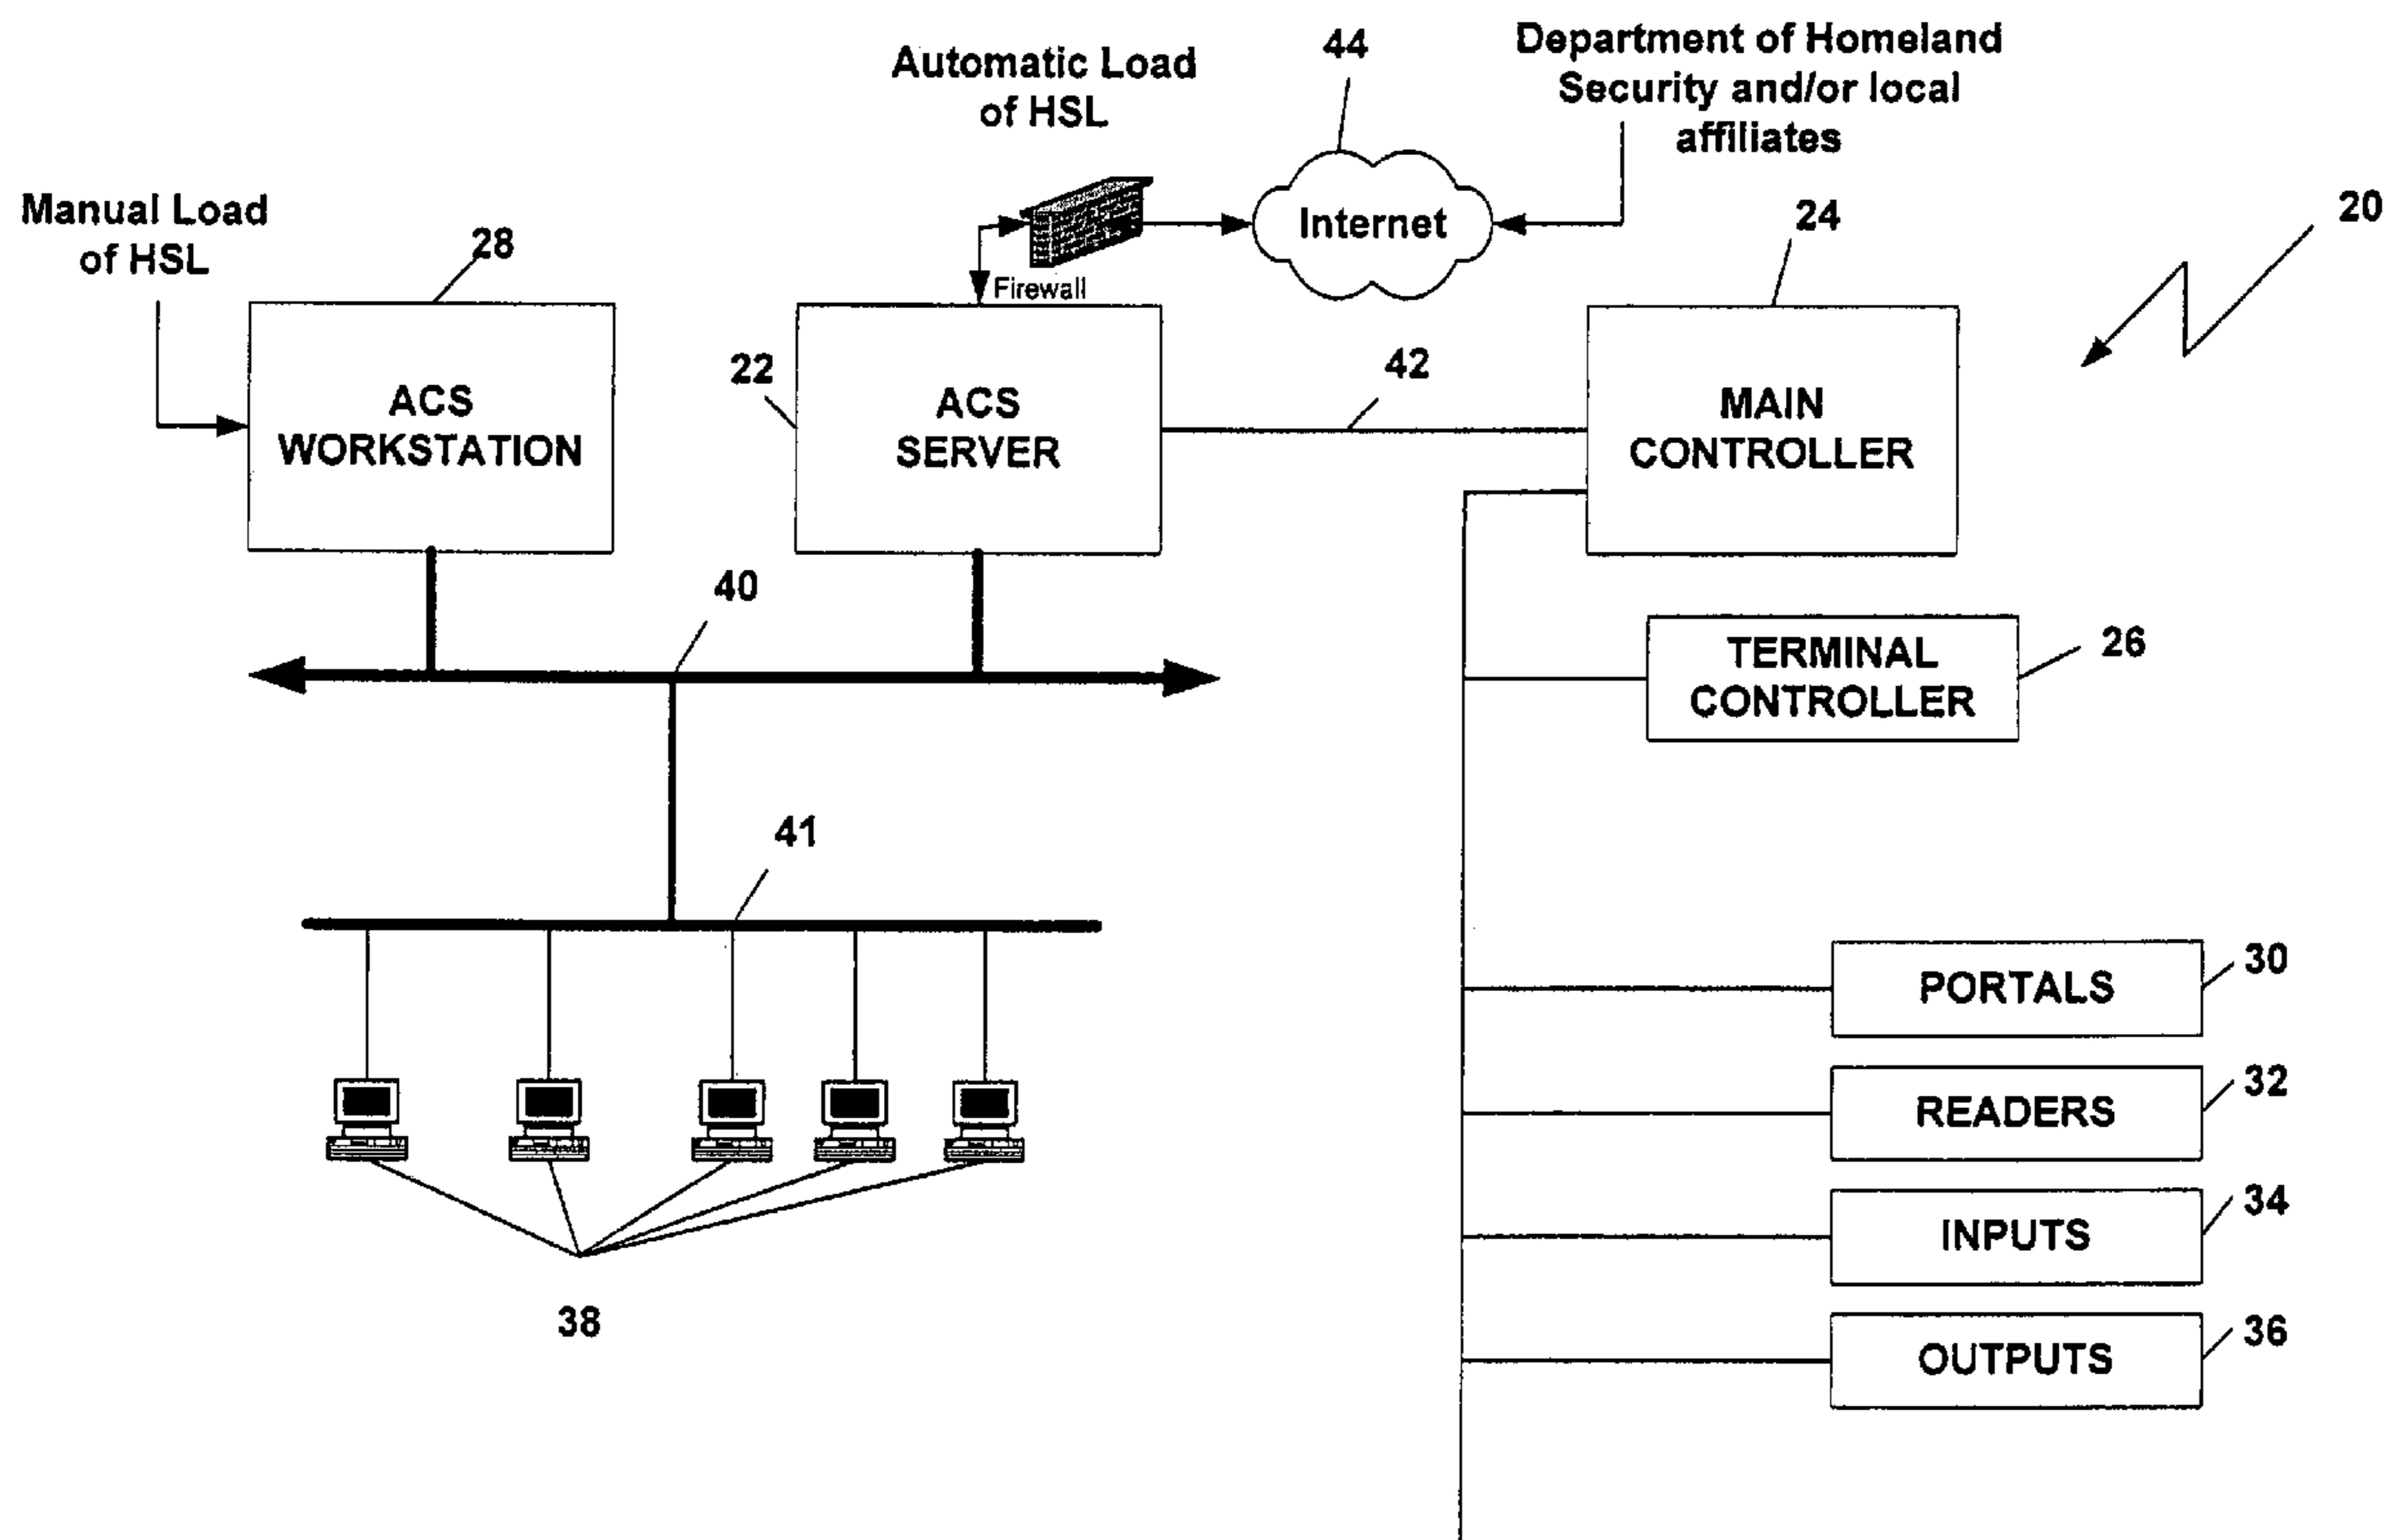 Automatic Load
of HSL
44
Department of Homeland
Security and/or local
affiliates
Manual Load
of HSL
28
Internet
24
20
Firewall
22
ACS
WORKSTATION
ACS
SERVER
42
MAIN
CONTROLLER
40
TERMINAL
CONTROLLER
26
41
PORTALS
30
READERS
32
INPUTS
34
OUTPUTS
36
38